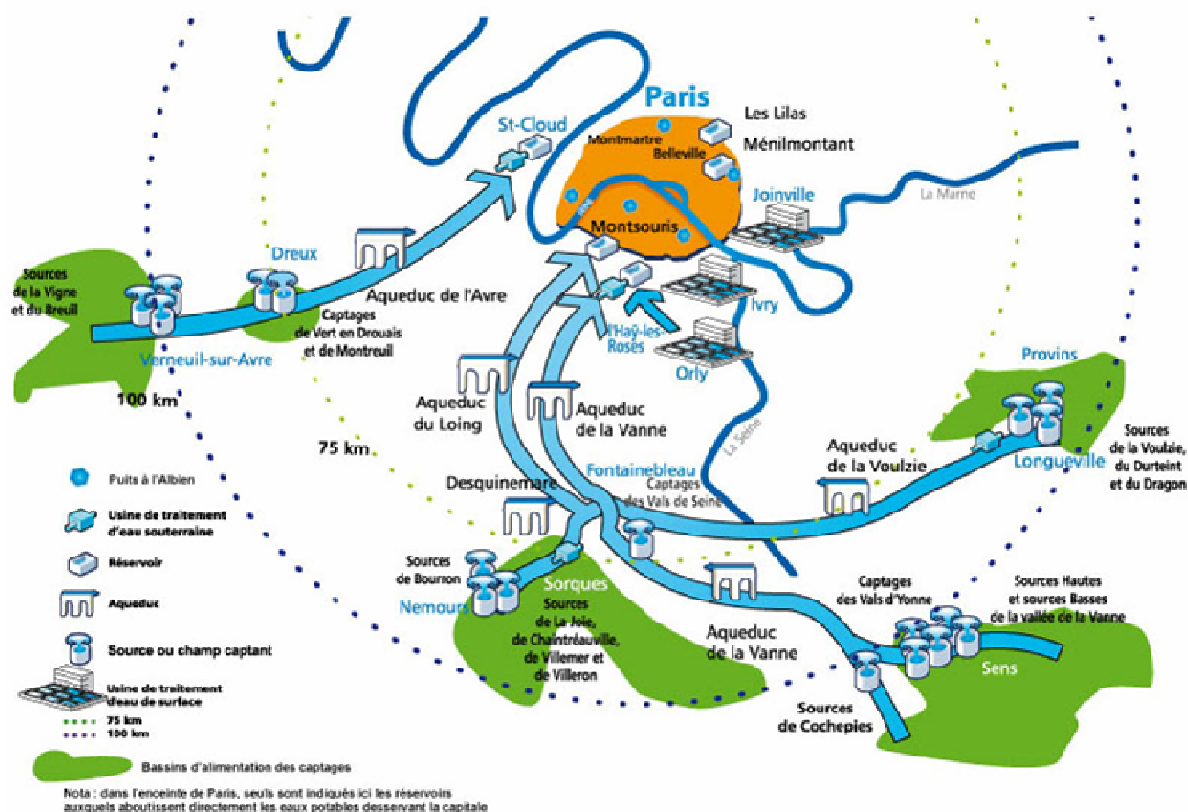 Paris
Les Lilas
St-Cloud
Montmartre
Ménilmontant
Belleville
Joinville
La Marne
Seine
Montsouris
Dreux
Sources
de la Vigne
et du Breuil
Aqueduc de l'Avre
Ivry
Captages
de Vert en Drouais
et de Montreuil
l'Haÿ-les-
Roses
Verneuil-sur-Avre
Orly
Provins
100 km
Aqueduc
du Loing
Aqueduc
de la Vanne
La Seine
75 km
Aqueduc
de la Voulzie
Longueville
Sources
de la Voulzie,
du Durteint
et du Dragon
Fontainebleau
Captages
des Vals de Seine
Desquinemare
Puits à l'Albien
Usine de traitement
d'eau souterraine
Réservoir
Aqueduc
Source ou champ captant
Usine de traitement
d'eau de surface
75 km
100 km
Sources
de Bourron
Nemours
Sorques
Sources
de La Joie,
de Chaintréauville,
de Villemer et
de Villeron
Captages
des Vals d'Yonne
Sources Hautes
et sources Basses
de la vallée de la Vanne
Aqueduc
de la Vanne
Sens
Sources
de Cochepies
Bassins d'alimentation des captages
Nota : dans l'enceinte de Paris, seuls sont indiqués ici les réservoirs
auxquels aboutissent directement les eaux potables desservant la capitale